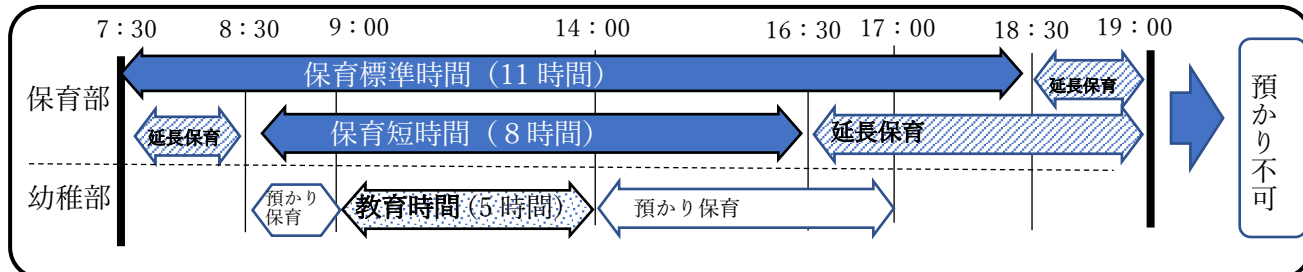 7：30 8：30 9：00 14：00 16：30 17：00 18：30 19：00
保育部
保育標準時間（11 時間）
延長保育
延長保育
保育短時間（８時間）
延長保育
幼稚部
預かり
保育
教育時間(５時間)
預かり保育
預かり不可